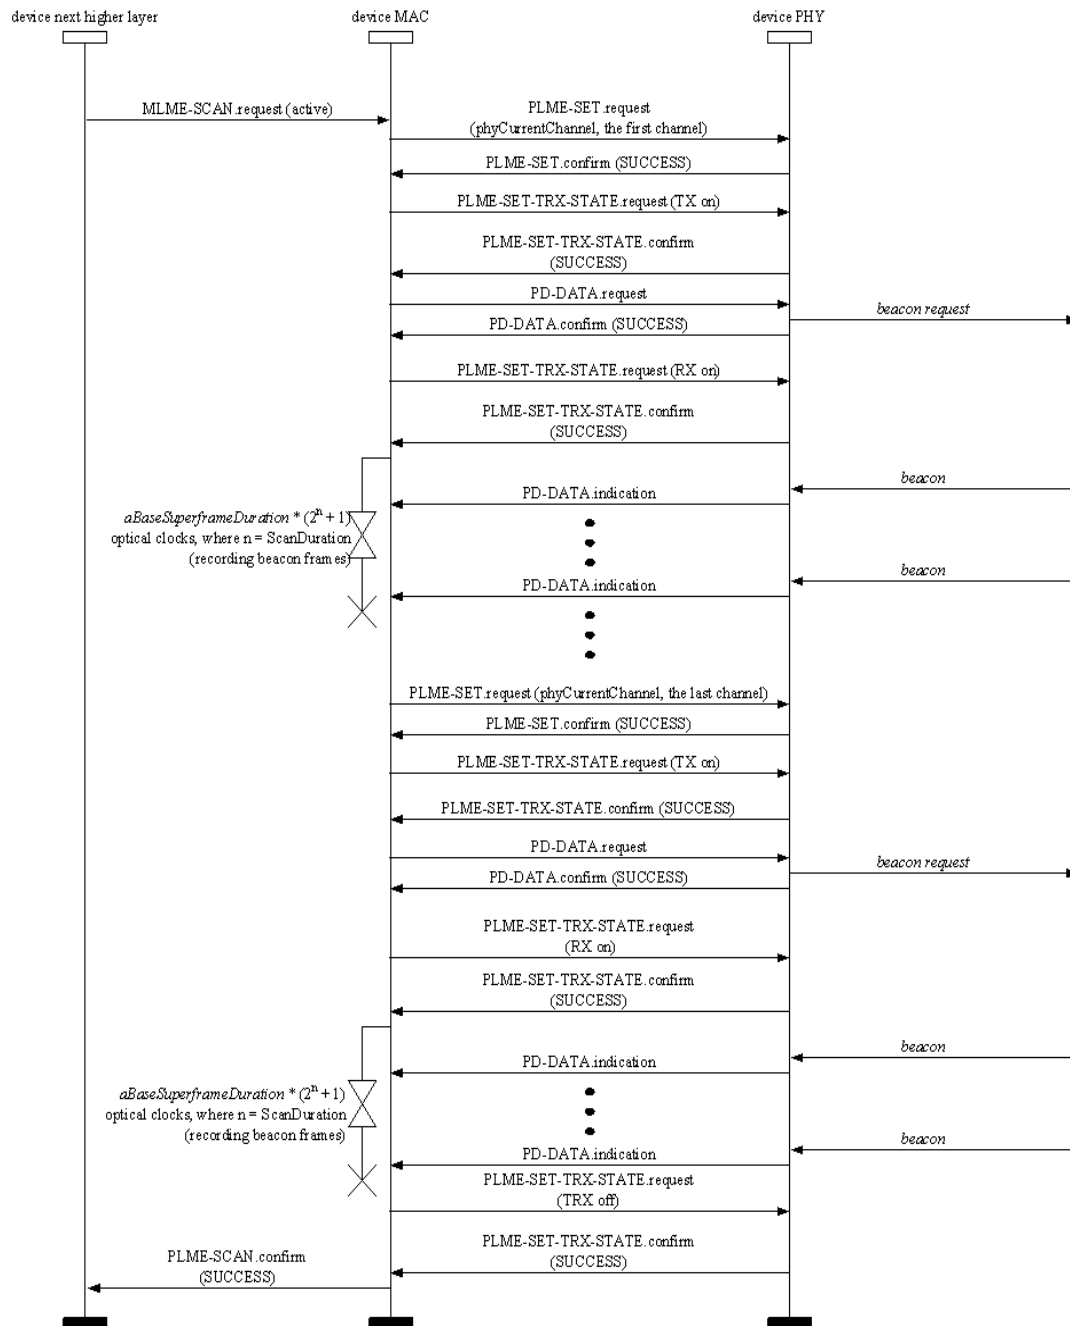 device next higher layer
device MAC
device PHY
MLME-SCAN.request (active)
PLME-SET.request
(phyCurrentChannel, the first channel)
PLME-SET.confirm (SUCCESS)
PLME-SET-TRX-STATE.request (TX on)
PLME-SET-TRX-STATE.confirm
(SUCCESS)
PD-DATA.request
beacon request
PD-DATA.confirm (SUCCESS)
PLME-SET-TRX-STATE.request (RX on)
PLME-SET-TRX-STATE.confirm
(SUCCESS)
beacon
PD-DATA.indication
aBaseSuperframeDuration * (2^n + 1)
optical clocks, where n = ScanDuration
(recording beacon frames)
beacon
PD-DATA.indication
PLME-SET.request (phyCurrentChannel, the last channel)
PLME-SET.confirm (SUCCESS)
PLME-SET-TRX-STATE.request (TX on)
PLME-SET-TRX-STATE.confirm (SUCCESS)
PD-DATA.request
beacon request
PD-DATA.confirm (SUCCESS)
PLME-SET-TRX-STATE.request
(RX on)
PLME-SET-TRX-STATE.confirm
(SUCCESS)
beacon
PD-DATA.indication
aBaseSuperframeDuration * (2^n + 1)
optical clocks, where n = ScanDuration
(recording beacon frames)
beacon
PD-DATA.indication
PLME-SET-TRX-STATE.request
(TRX off)
PLME-SET-TRX-STATE.confirm
(SUCCESS)
PLME-SCAN.confirm
(SUCCESS)